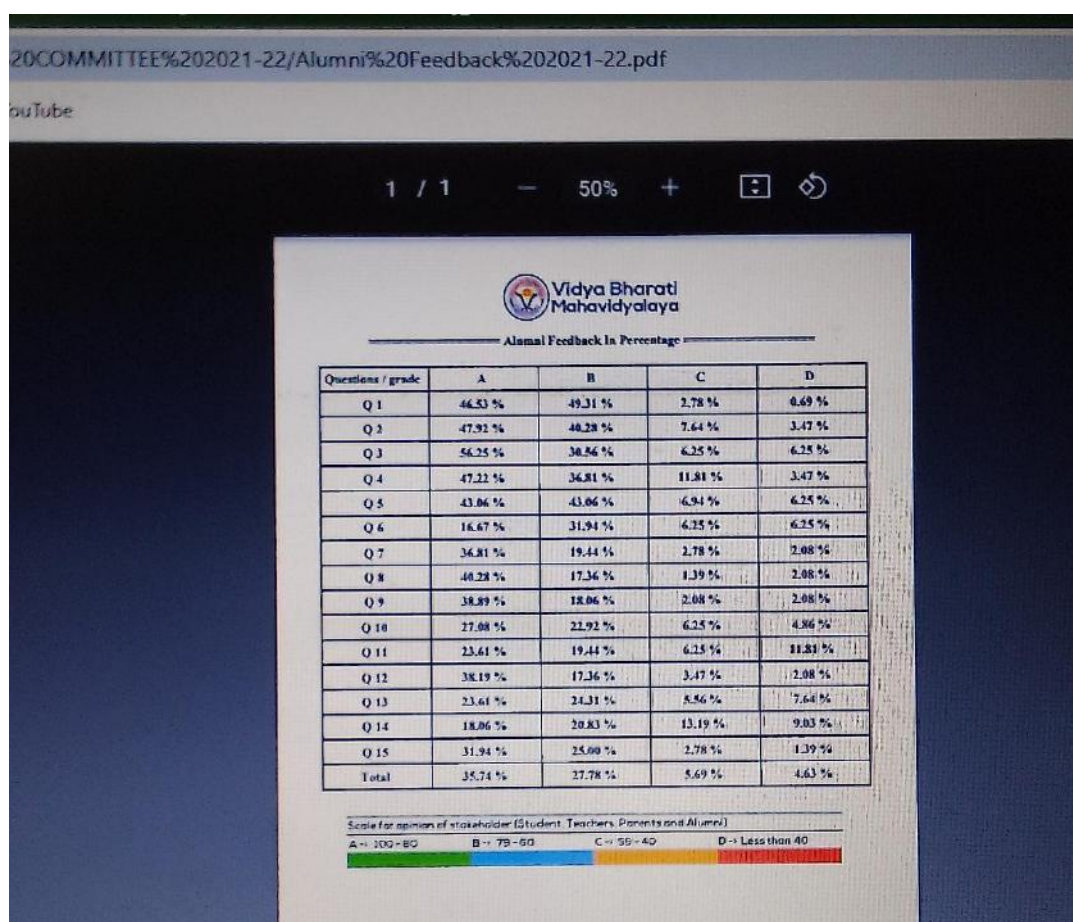 20COMMITTEE%202021-22/Alumni%20Feedback%202021-22.pdf
ouTube
1 / 1 — 50% +
Vidya Bharati
Mahavidyalaya
Alumni Feedback In Percentage
Questions / grade A B C D
Q 1 46.53 % 49.31 % 2.78 % 0.69 %
Q 2 47.92 % 40.28 % 7.64 % 3.47 %
Q 3 56.25 % 30.56 % 6.25 % 6.25 %
Q 4 47.22 % 36.81 % 11.81 % 3.47 %
Q 5 43.06 % 43.06 % 6.94 % 6.25 %
Q 6 16.67 % 31.94 % 6.25 % 6.25 %
Q 7 36.81 % 19.44 % 2.78 % 2.08 %
Q 8 40.28 % 17.36 % 1.39 % 2.08 %
Q 9 38.89 % 18.06 % 2.08 % 2.08 %
Q 10 27.08 % 22.92 % 6.25 % 4.86 %
Q 11 23.61 % 19.44 % 6.25 % 11.81 %
Q 12 38.19 % 17.36 % 3.47 % 2.08 %
Q 13 23.61 % 24.31 % 5.56 % 7.64 %
Q 14 18.06 % 20.83 % 13.19 % 9.03 %
Q 15 31.94 % 25.00 % 2.78 % 1.39 %
Total 35.74 % 27.78 % 5.69 % 4.63 %
Scale for opinion of stakeholder (Student, Teachers, Parents and Alumni)
A → 100 - 80 B → 79 - 60 C → 59 - 40 D → Less than 40